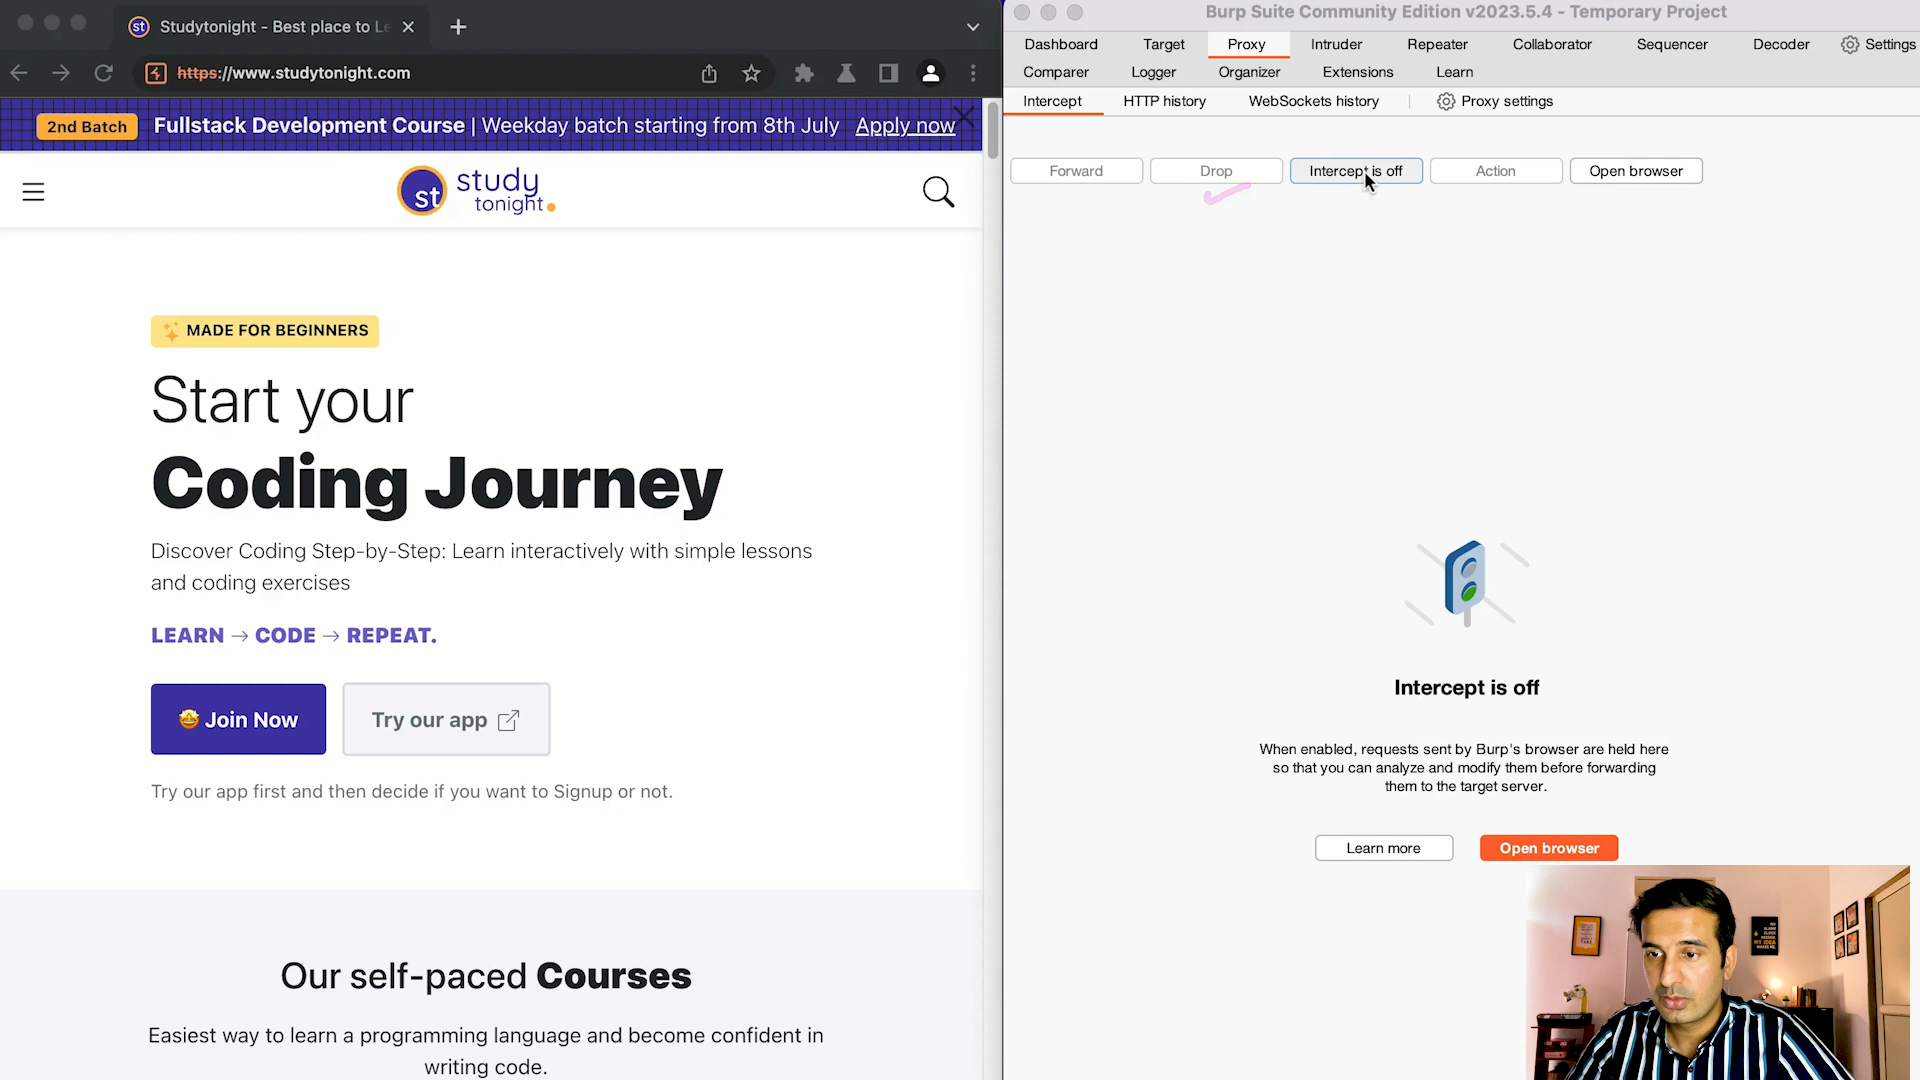 Studytonight - Best place to Le
https://www.studytonight.com
2nd Batch Fullstack Development Course | Weekday batch starting from 8th July Apply now
st study
tonight
MADE FOR BEGINNERS
Start your
Coding Journey
Discover Coding Step-by-Step: Learn interactively with simple lessons
and coding exercises
LEARN → CODE → REPEAT.
Join Now Try our app
Try our app first and then decide if you want to Signup or not.
Our self-paced Courses
Easiest way to learn a programming language and become confident in
writing code.
Burp Suite Community Edition v2023.5.4 - Temporary Project
Dashboard Target Proxy Intruder Repeater Collaborator Sequencer Decoder Settings
Comparer Logger Organizer Extensions Learn
Intercept HTTP history WebSockets history Proxy settings
Forward Drop Intercept is off Action Open browser
Intercept is off
When enabled, requests sent by Burp's browser are held here
so that you can analyze and modify them before forwarding
them to the target server.
Learn more Open browser